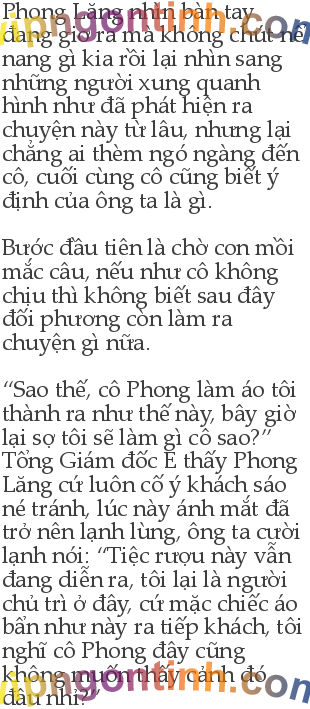 Phong Lăng nhìn bàn tay
đang giơ ra mà không chút nể
nang gì kia rồi lại nhìn sang
những người xung quanh
hình như đã phát hiện ra
chuyện này từ lâu, nhưng lại
chẳng ai thèm ngó ngàng đến
cô, cuối cùng cô cũng biết ý
định của ông ta là gì.
Bước đầu tiên là chờ con mồi
mắc câu, nếu như cô không
chịu thì không biết sau đây
đối phương còn làm ra
chuyện gì nữa.
“Sao thế, cô Phong làm áo tôi
thành ra như thế này, bây giờ
lại sợ tôi sẽ làm gì cô sao?”
Tổng Giám đốc E thấy Phong
Lăng cứ luôn cố ý khách sáo
né tránh, lúc này ánh mắt đã
trở nên lạnh lùng, ông ta cười
lạnh nói: “Tiệc rượu này vẫn
đang diễn ra, tôi lại là người
chủ trì ở đây, cứ mặc chiếc áo
bẩn như này ra tiếp khách, tôi
nghĩ cô Phong đây cũng
không muốn thấy cảnh đó
đâu nhỉ?”
vipngontinh.com
vipngontinh.com